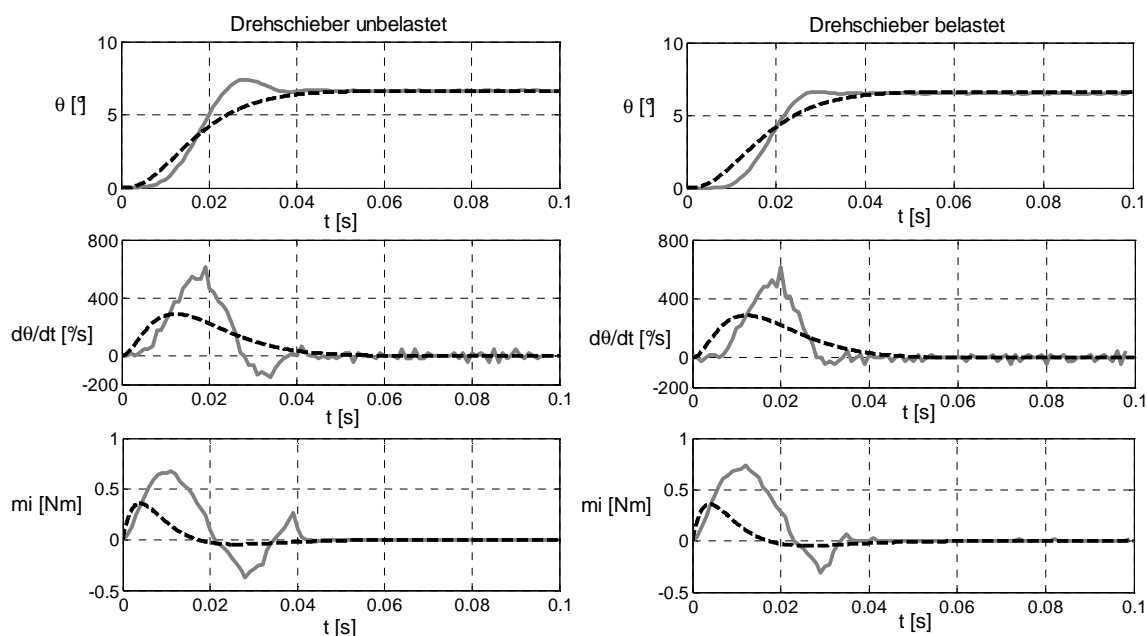 Drehschieber unbelastet
10
θ [°]
5
0
0 0.02 0.04 0.06 0.08 0.1
t [s]
800
400
dθ/dt [°/s]
0
-200
0 0.02 0.04 0.06 0.08 0.1
t [s]
1
0.5
mi [Nm]
0
-0.5
0 0.02 0.04 0.06 0.08 0.1
t [s]
Drehschieber belastet
10
θ [°]
5
0
0 0.02 0.04 0.06 0.08 0.1
t [s]
800
400
dθ/dt [°/s]
0
-200
0 0.02 0.04 0.06 0.08 0.1
t [s]
1
0.5
mi [Nm]
0
-0.5
0 0.02 0.04 0.06 0.08 0.1
t [s]